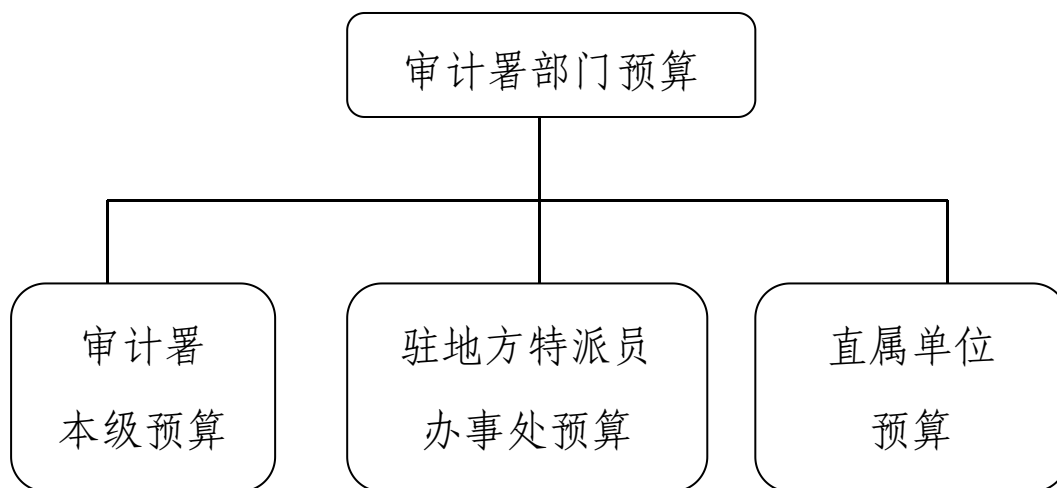 审计署部门预算
审计署
本级预算
驻地方特派员
办事处预算
直属单位
预算